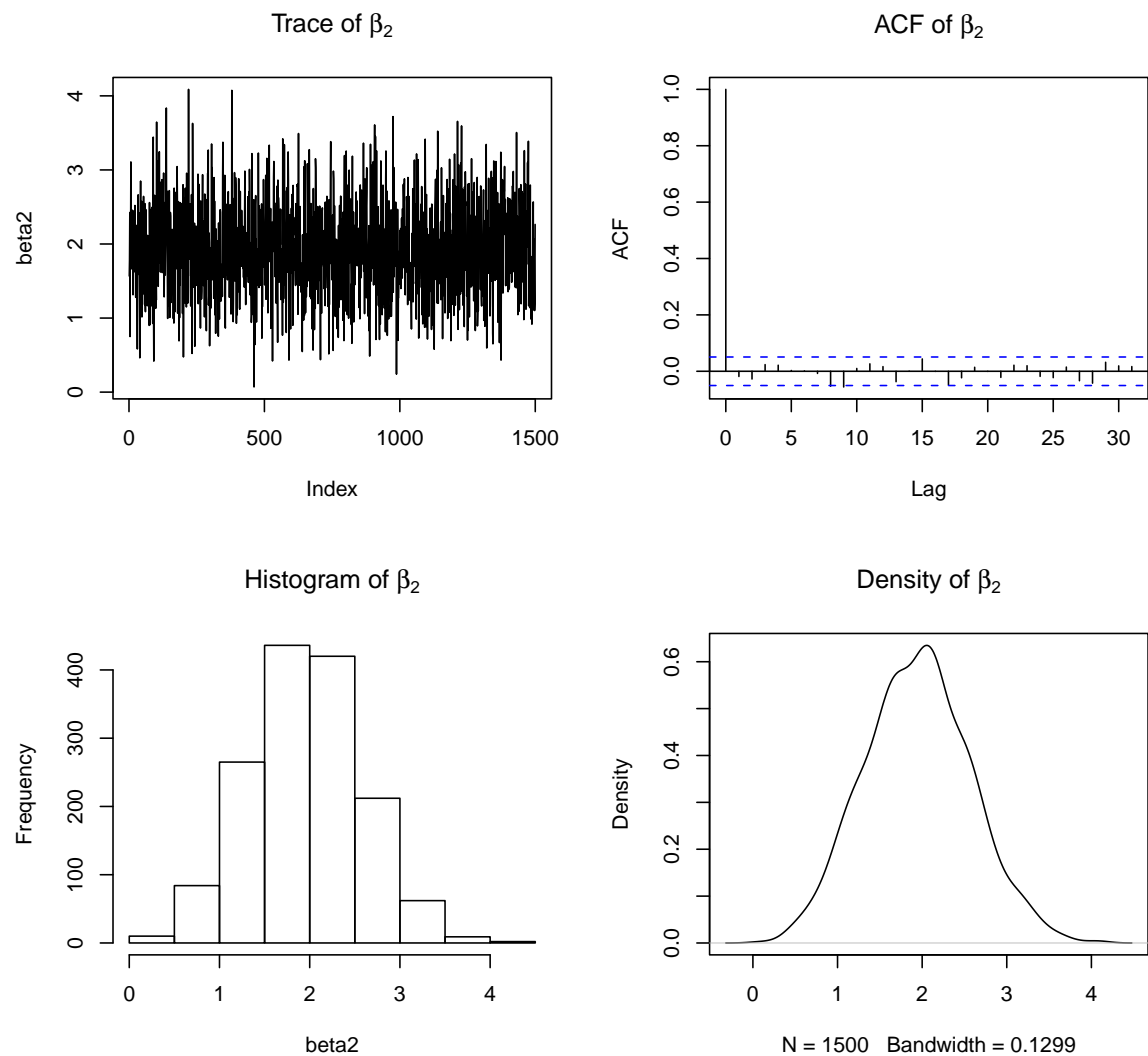 Trace of β₂
beta2
4
3
2
1
0
0 500 1000 1500
Index
ACF of β₂
ACF
1.0
0.8
0.6
0.4
0.2
0.0
0 5 10 15 20 25 30
Lag
Histogram of β₂
Frequency
400
300
200
100
0
0 1 2 3 4
beta2
Density of β₂
Density
0.6
0.4
0.2
0.0
0 1 2 3 4
N = 1500 Bandwidth = 0.1299